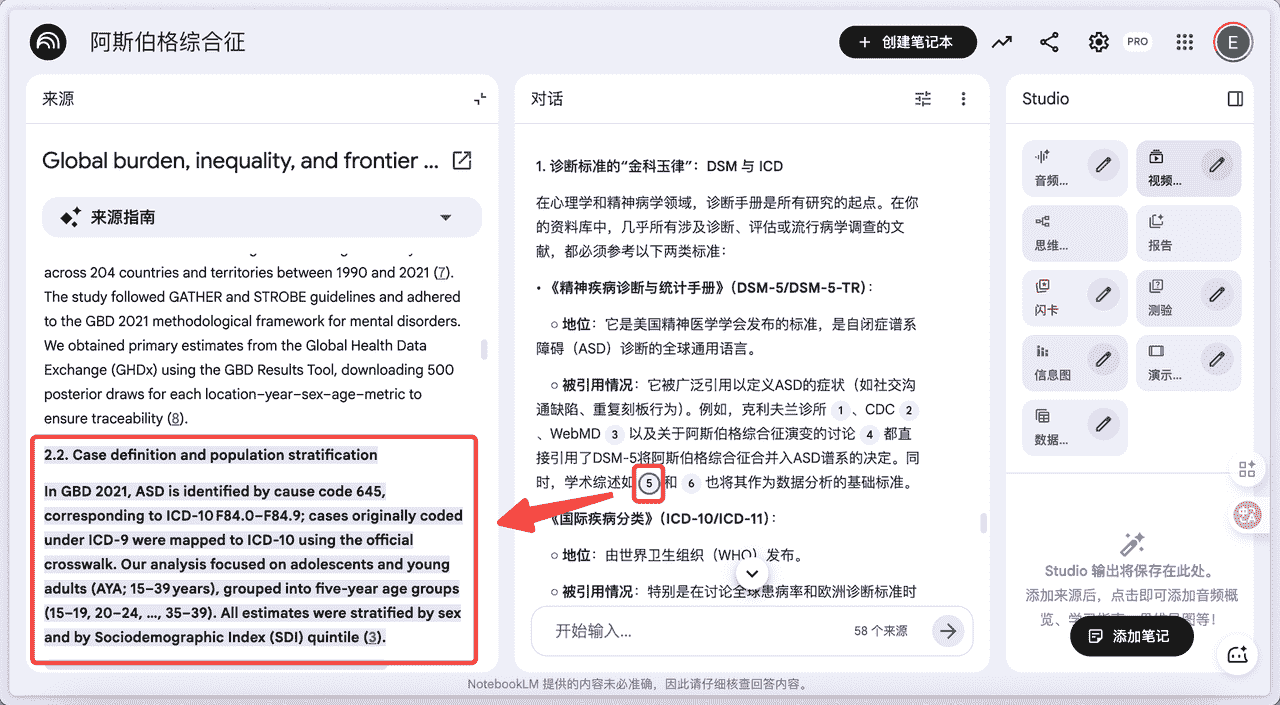 阿斯伯格综合征
+ 创建笔记本
PRO
E
来源
Global burden, inequality, and frontier ...
来源指南
across 204 countries and territories between 1990 and 2021 (7).
The study followed GATHER and STROBE guidelines and adhered
to the GBD 2021 methodological framework for mental disorders.
We obtained primary estimates from the Global Health Data
Exchange (GHDx) using the GBD Results Tool, downloading 500
posterior draws for each location–year–sex–age–metric to
ensure traceability (8).
2.2. Case definition and population stratification
In GBD 2021, ASD is identified by cause code 645,
corresponding to ICD-10 F84.0–F84.9; cases originally coded
under ICD-9 were mapped to ICD-10 using the official
crosswalk. Our analysis focused on adolescents and young
adults (AYA; 15–39 years), grouped into five-year age groups
(15–19, 20–24, …, 35–39). All estimates were stratified by sex
and by Sociodemographic Index (SDI) quintile (3).
对话
1. 诊断标准的“金科玉律”：DSM 与 ICD
在心理学和精神病学领域，诊断手册是所有研究的起点。在你
的资料库中，几乎所有涉及诊断、评估或流行病学调查的文
献，都必须参考以下两类标准：
• 《精神疾病诊断与统计手册》（DSM-5/DSM-5-TR）：
○ 地位：它是美国精神医学学会发布的标准，是自闭症谱系
障碍（ASD）诊断的全球通用语言。
○ 被引用情况：它被广泛引用以定义ASD的症状（如社交沟
通缺陷、重复刻板行为）。例如，克利夫兰诊所 1 、CDC 2
、WebMD 3 以及关于阿斯伯格综合征演变的讨论 4 都直
接引用了DSM-5将阿斯伯格综合征合并入ASD谱系的决定。同
时，学术综述如 5 和 6 也将其作为数据分析的基础标准。
《国际疾病分类》（ICD-10/ICD-11）：
○ 地位：由世界卫生组织（WHO）发布。
○ 被引用情况：特别是在讨论全球患病率和欧洲诊断标准时
开始输入...
58 个来源
Studio
音频...
视频...
思维...
报告
闪卡
测验
信息图
演示...
数据...
Studio 输出将保存在此处。
添加来源后，点击即可添加音频概
添加笔记
NotebookLM 提供的内容未必准确，因此请仔细核查回答内容。